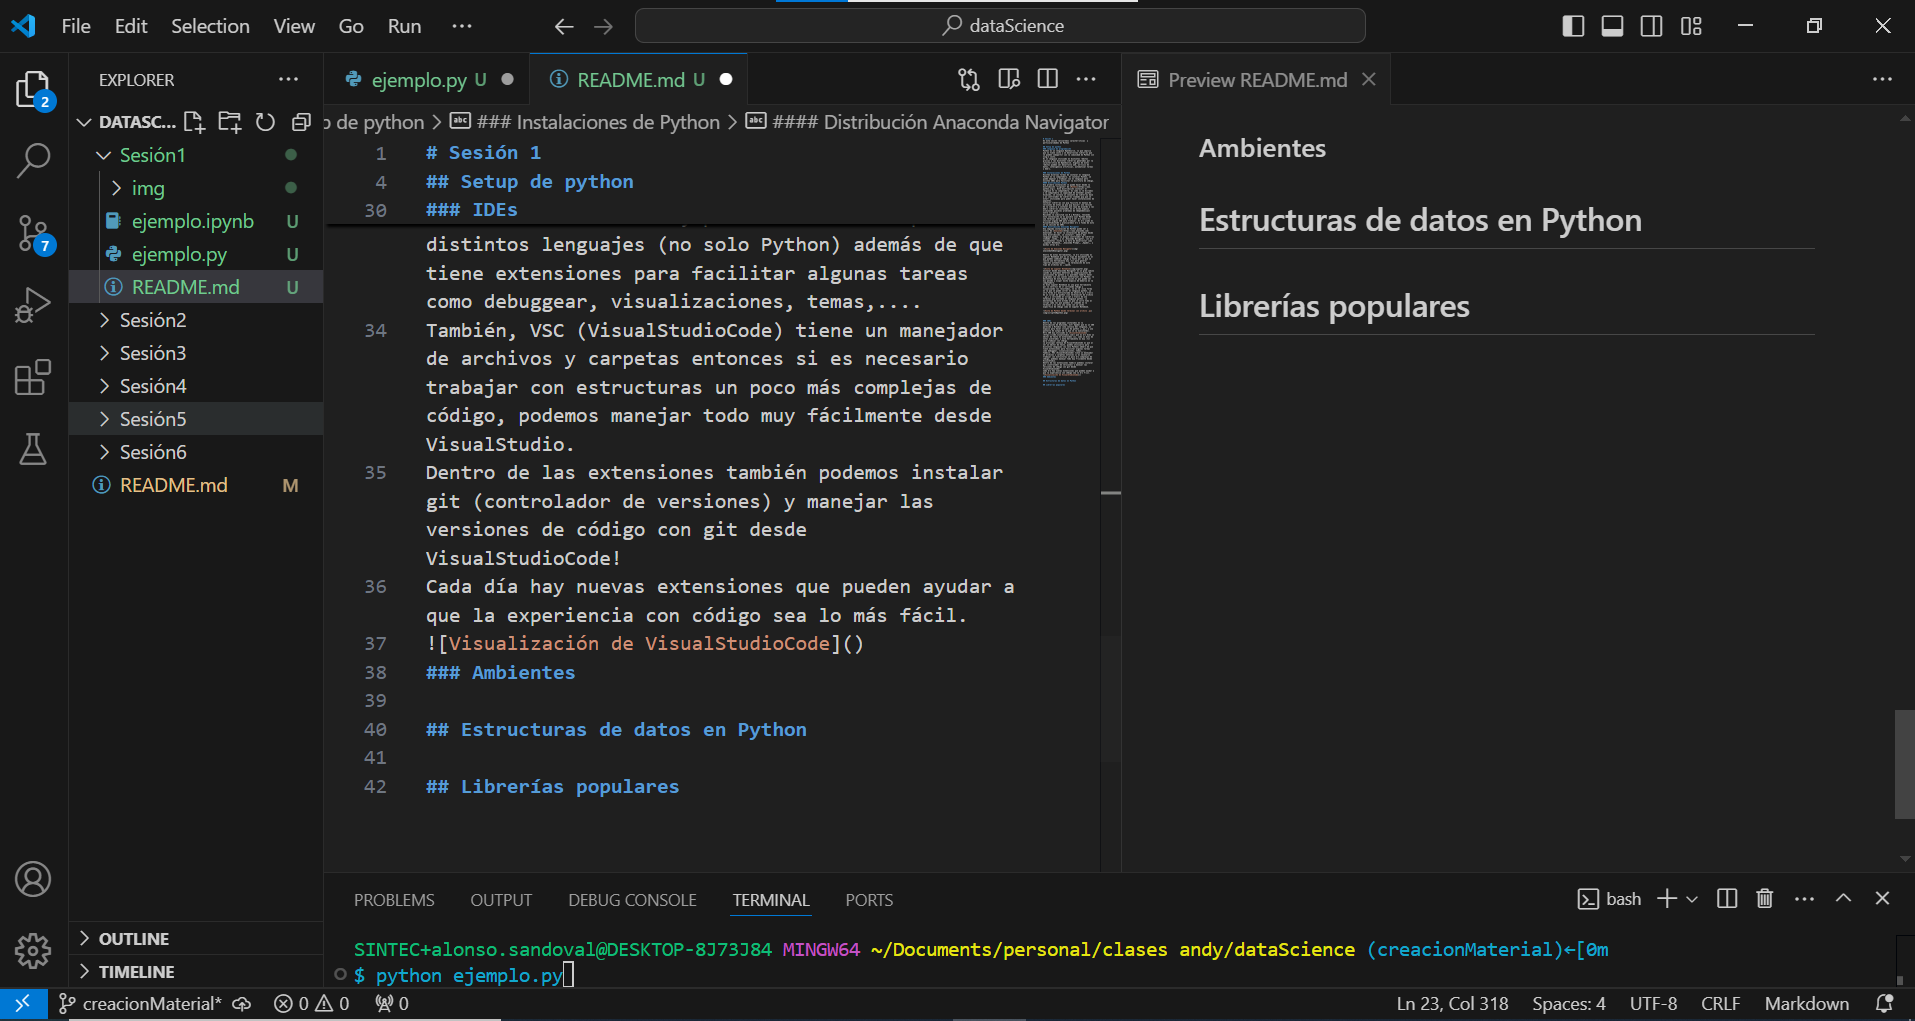 File Edit Selection View Go Run ··· dataScience
EXPLORER
DATASC...
Sesión1
img
ejemplo.ipynb U
ejemplo.py U
README.md U
Sesión2
Sesión3
Sesión4
Sesión5
Sesión6
README.md M
OUTLINE
TIMELINE
2
7
ejemplo.py U
README.md U
de python > ### Instalaciones de Python > #### Distribución Anaconda Navigator
1 # Sesión 1
4 ## Setup de python
30 ### IDEs
distintos lenguajes (no solo Python) además de que
tiene extensiones para facilitar algunas tareas
como debuggear, visualizaciones, temas,....
34 También, VSC (VisualStudioCode) tiene un manejador
de archivos y carpetas entonces si es necesario
trabajar con estructuras un poco más complejas de
código, podemos manejar todo muy fácilmente desde
VisualStudio.
35 Dentro de las extensiones también podemos instalar
git (controlador de versiones) y manejar las
versiones de código con git desde
VisualStudioCode!
36 Cada día hay nuevas extensiones que pueden ayudar a
que la experiencia con código sea lo más fácil.
37 ![Visualización de VisualStudioCode]()
38 ### Ambientes
39
40 ## Estructuras de datos en Python
41
42 ## Librerías populares
Preview README.md
Ambientes
Estructuras de datos en Python
Librerías populares
PROBLEMS OUTPUT DEBUG CONSOLE TERMINAL PORTS
bash
SINTEC+alonso.sandoval@DESKTOP-8J73J84 MINGW64 ~/Documents/personal/clases andy/dataScience (creacionMaterial)←[0m
$ python ejemplo.py
creacionMaterial* 0 0 0
Ln 23, Col 318 Spaces: 4 UTF-8 CRLF Markdown